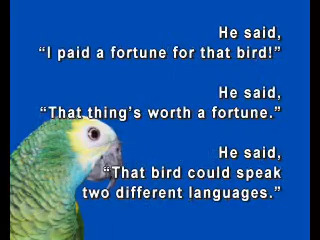 He said,
“I paid a fortune for that bird!”
He said,
“That thing’s worth a fortune.”
He said,
“That bird could speak
two different languages.”